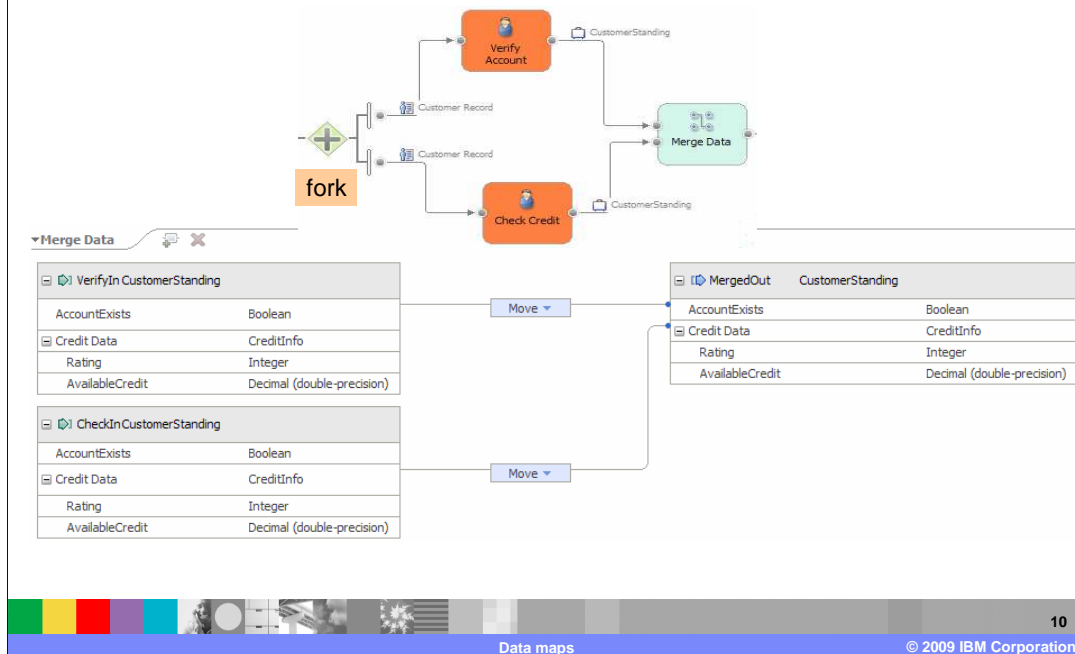 Verify
Account
CustomerStanding
Customer Record
Merge Data
Customer Record
fork
Check Credit
CustomerStanding
Merge Data
VerifyIn CustomerStanding
AccountExists Boolean
Credit Data CreditInfo
Rating Integer
AvailableCredit Decimal (double-precision)
Move
MergedOut CustomerStanding
AccountExists Boolean
Credit Data CreditInfo
Rating Integer
AvailableCredit Decimal (double-precision)
CheckIn CustomerStanding
AccountExists Boolean
Credit Data CreditInfo
Rating Integer
AvailableCredit Decimal (double-precision)
Move
10
Data maps © 2009 IBM Corporation